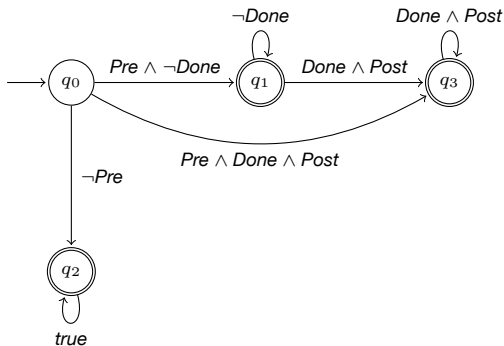 ¬Done
Done ∧ Post
q₀
Pre ∧ ¬Done
q₁
Done ∧ Post
q₃
Pre ∧ Done ∧ Post
¬Pre
q₂
true